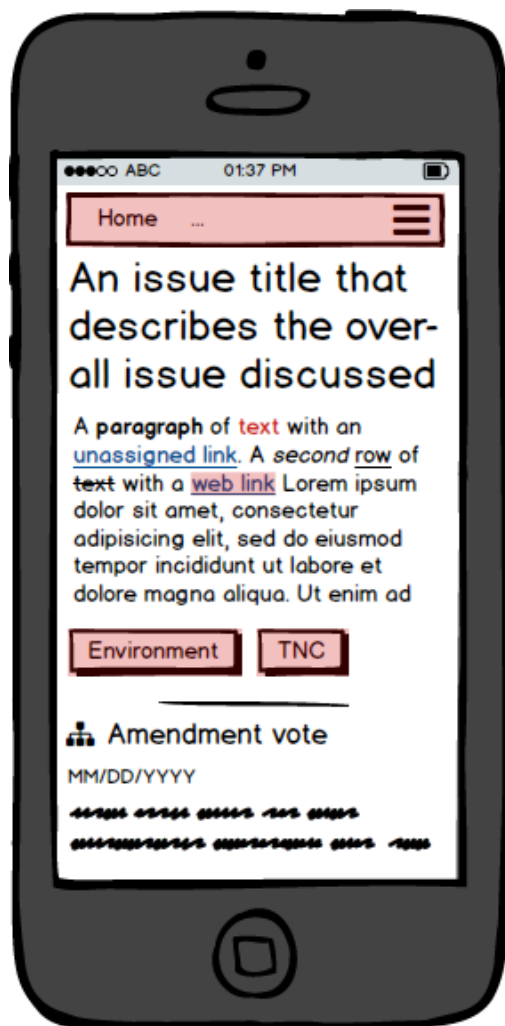 ABC 01:37 PM
Home ...
An issue title that
describes the over-
all issue discussed
A paragraph of text with an
unassigned link. A second row of
text with a web link Lorem ipsum
dolor sit amet, consectetur
adipisicing elit, sed do eiusmod
tempor incididunt ut labore et
dolore magna aliqua. Ut enim ad
Environment TNC
Amendment vote
MM/DD/YYYY